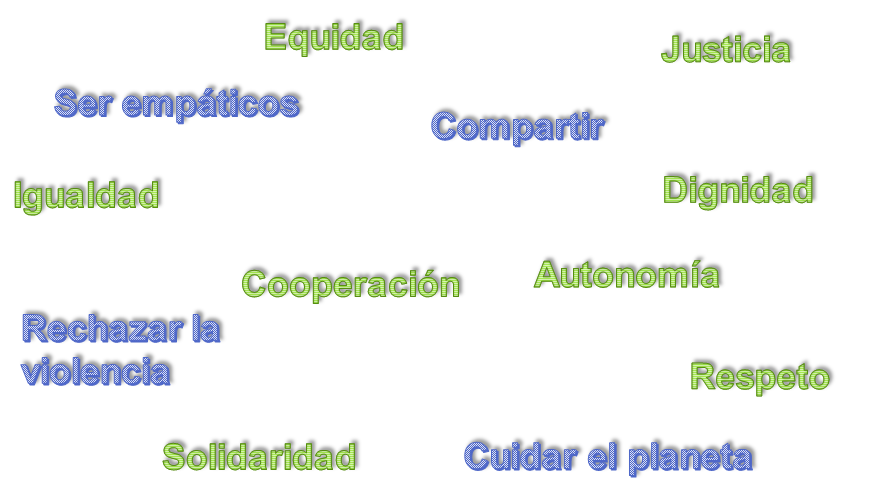 Equidad
Justicia
Ser empáticos
Compartir
Igualdad
Dignidad
Cooperación
Autonomía
Rechazar la
violencia
Respeto
Solidaridad
Cuidar el planeta